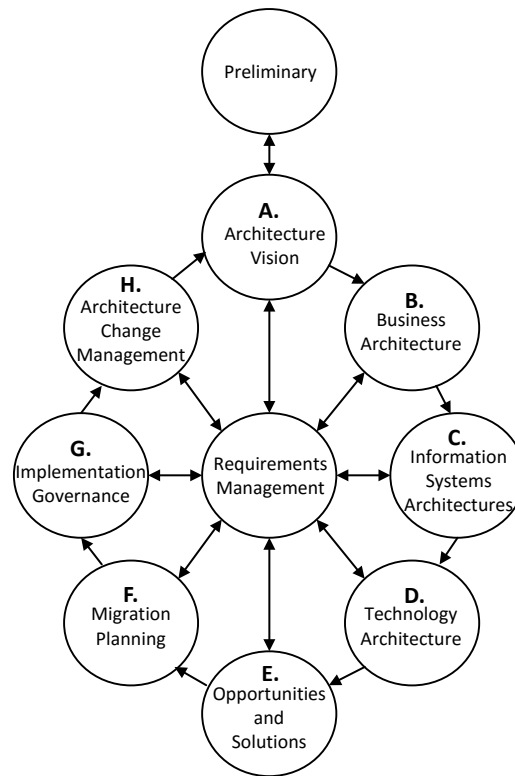 Preliminary
A.
Architecture
Vision
B.
Business
Architecture
C.
Information
Systems
Architectures
D.
Technology
Architecture
E.
Opportunities
and
Solutions
F.
Migration
Planning
G.
Implementation
Governance
H.
Architecture
Change
Management
Requirements
Management